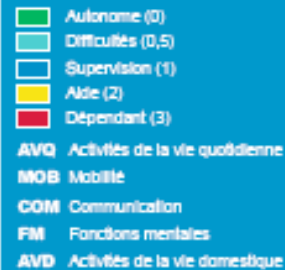 Autonome (0)
Difficultés (0,5)
Supervision (1)
Aide (2)
Dépendant (3)
AVQ Activités de la vie quotidienne
MOB Mobilité
COM Communication
FM Fonctions mentales
AVD Activités de la vie domestique